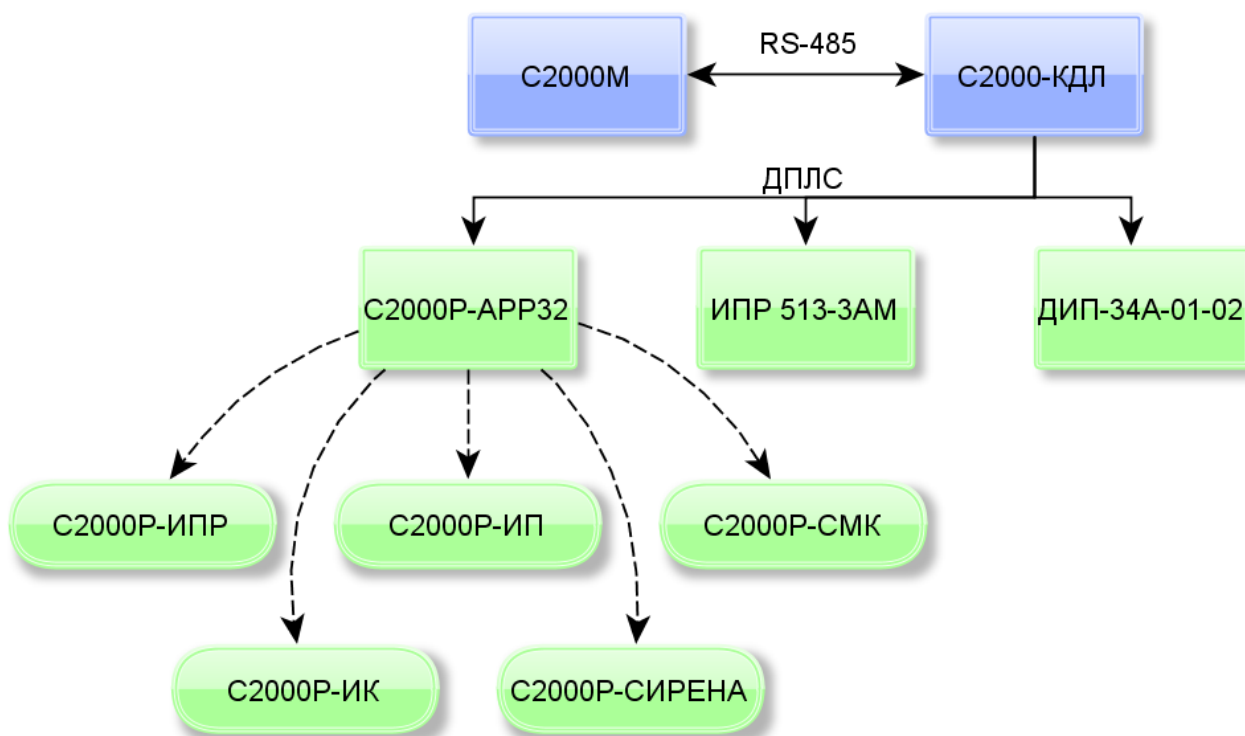 С2000М
RS-485
С2000-КДЛ
ДПЛС
С2000Р-АРР32
ИПР 513-3АМ
ДИП-34А-01-02
С2000Р-ИПР
С2000Р-ИП
С2000Р-СМК
С2000Р-ИК
С2000Р-СИРЕНА